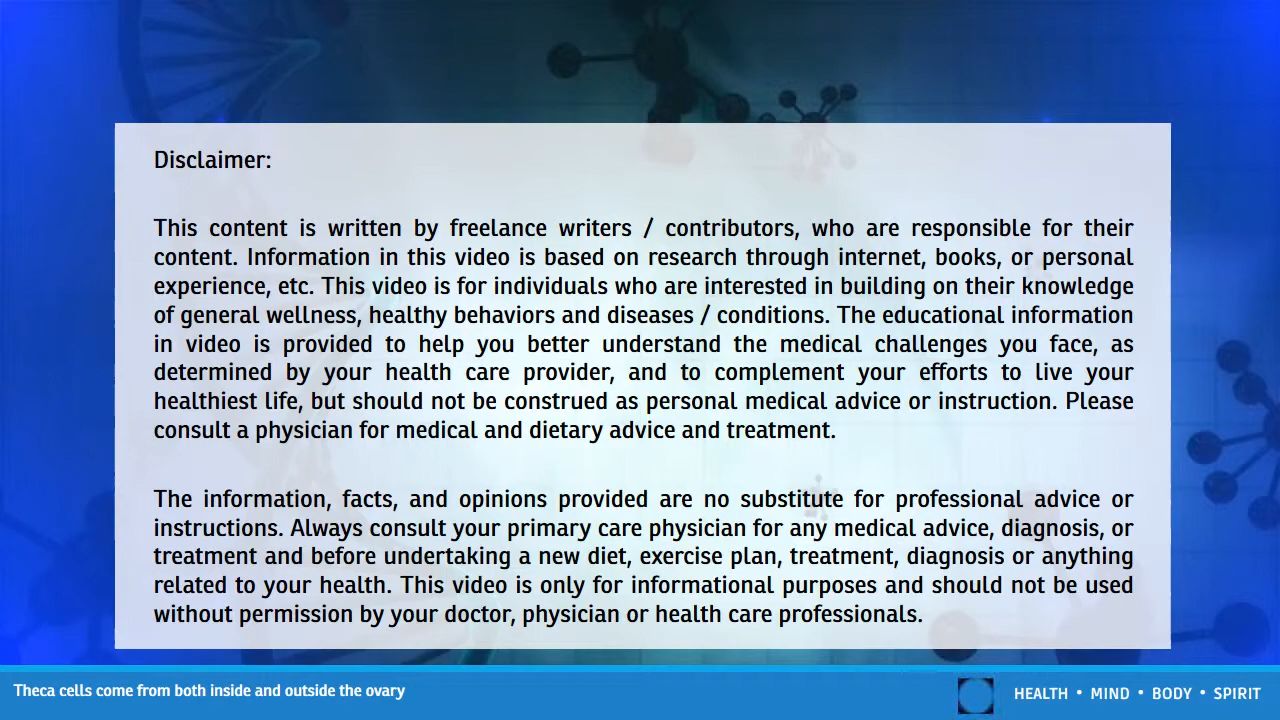 Disclaimer:
This content is written by freelance writers / contributors, who are responsible for their
content. Information in this video is based on research through internet, books, or personal
experience, etc. This video is for individuals who are interested in building on their knowledge
of general wellness, healthy behaviors and diseases / conditions. The educational information
in video is provided to help you better understand the medical challenges you face, as
determined by your health care provider, and to complement your efforts to live your
healthiest life, but should not be construed as personal medical advice or instruction. Please
consult a physician for medical and dietary advice and treatment.
The information, facts, and opinions provided are no substitute for professional advice or
instructions. Always consult your primary care physician for any medical advice, diagnosis, or
treatment and before undertaking a new diet, exercise plan, treatment, diagnosis or anything
related to your health. This video is only for informational purposes and should not be used
without permission by your doctor, physician or health care professionals.
Theca cells come from both inside and outside the ovary
HEALTH • MIND • BODY • SPIRIT